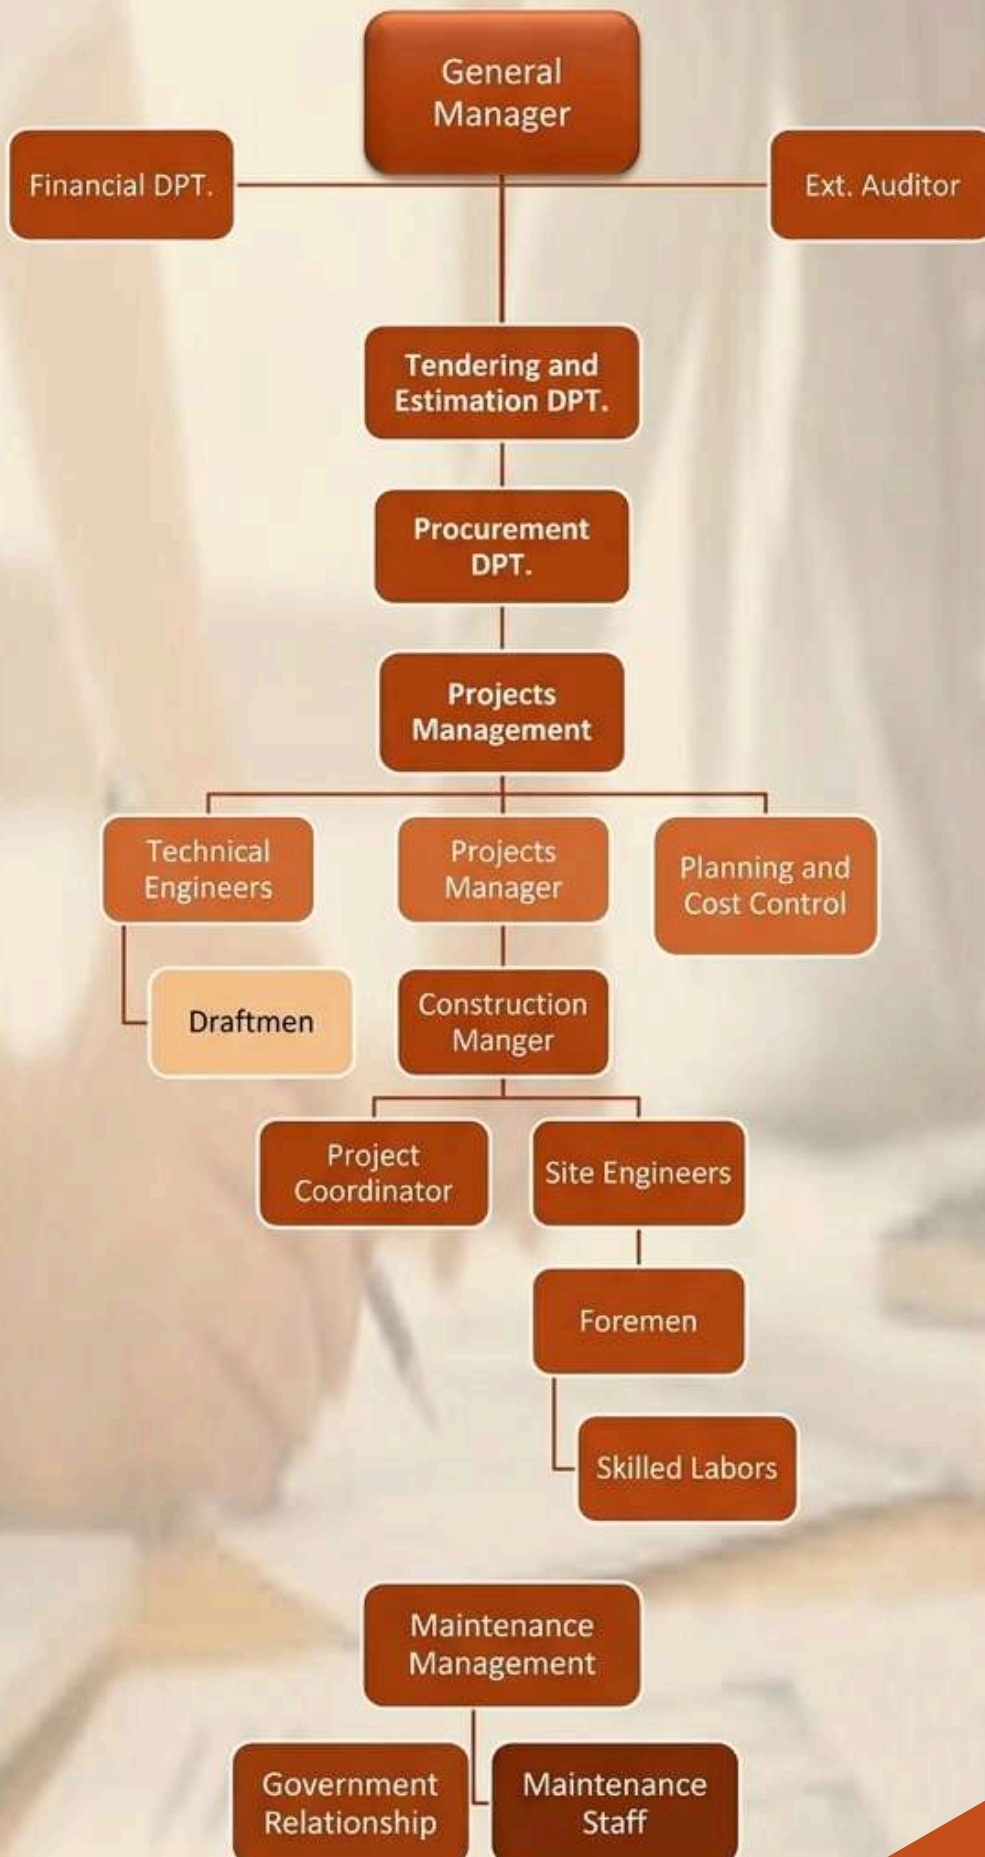 General
Manager
Financial DPT.
Ext. Auditor
Tendering and
Estimation DPT.
Procurement
DPT.
Projects
Management
Technical
Engineers
Projects
Manager
Planning and
Cost Control
Draftmen
Construction
Manger
Project
Coordinator
Site Engineers
Foremen
Skilled Labors
Maintenance
Management
Government
Relationship
Maintenance
Staff